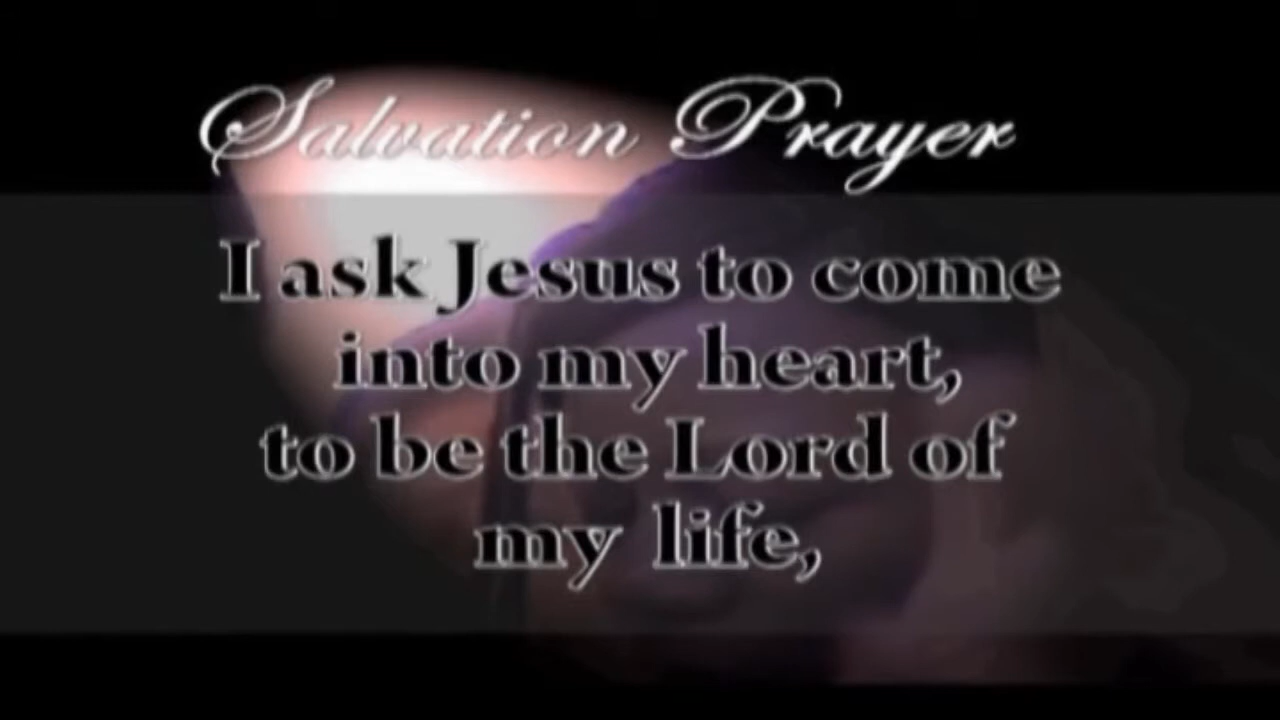 Salvation Prayer
I ask Jesus to come
into my heart,
to be the Lord of
my life,